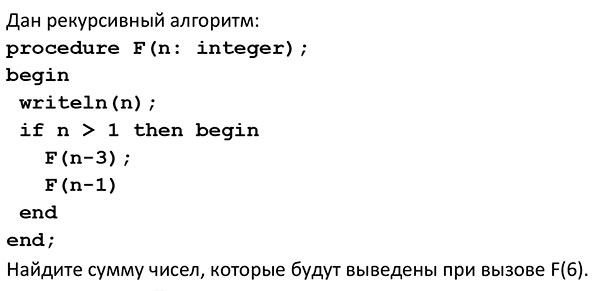 Дан рекурсивный алгоритм:
procedure F(n: integer);
begin
writeln(n);
if n > 1 then begin
F(n-3);
F(n-1)
end
end;
Найдите сумму чисел, которые будут выведены при вызове F(6).